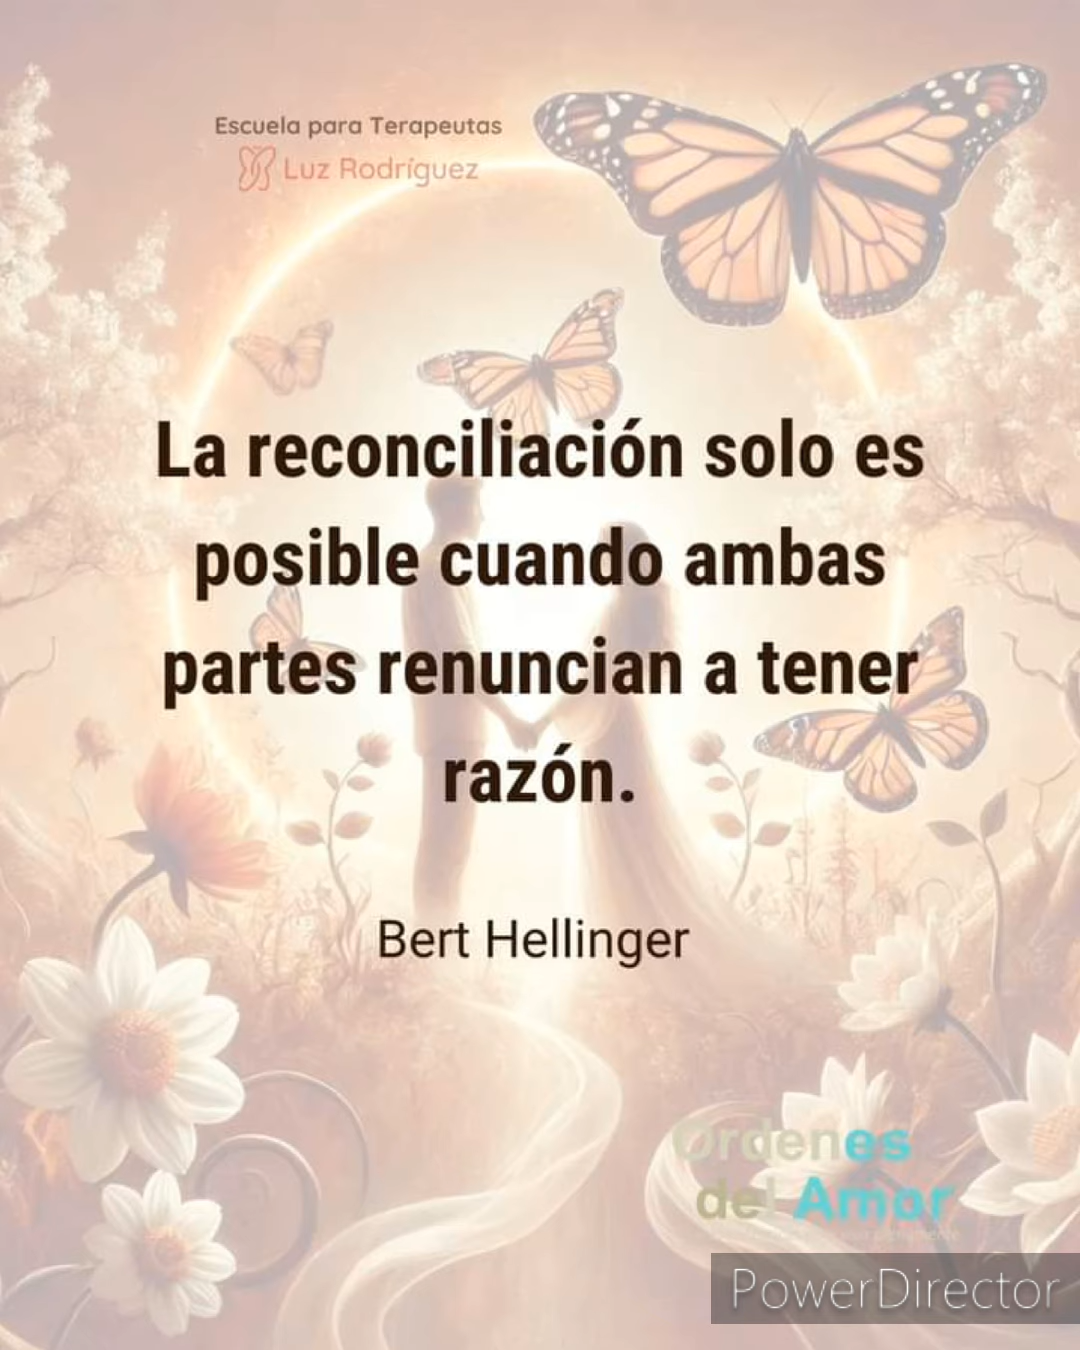 Escuela para Terapeutas
Luz Rodríguez
La reconciliación solo es
posible cuando ambas
partes renuncian a tener
razón.
Bert Hellinger
Ordenes
del Amor
PowerDirector